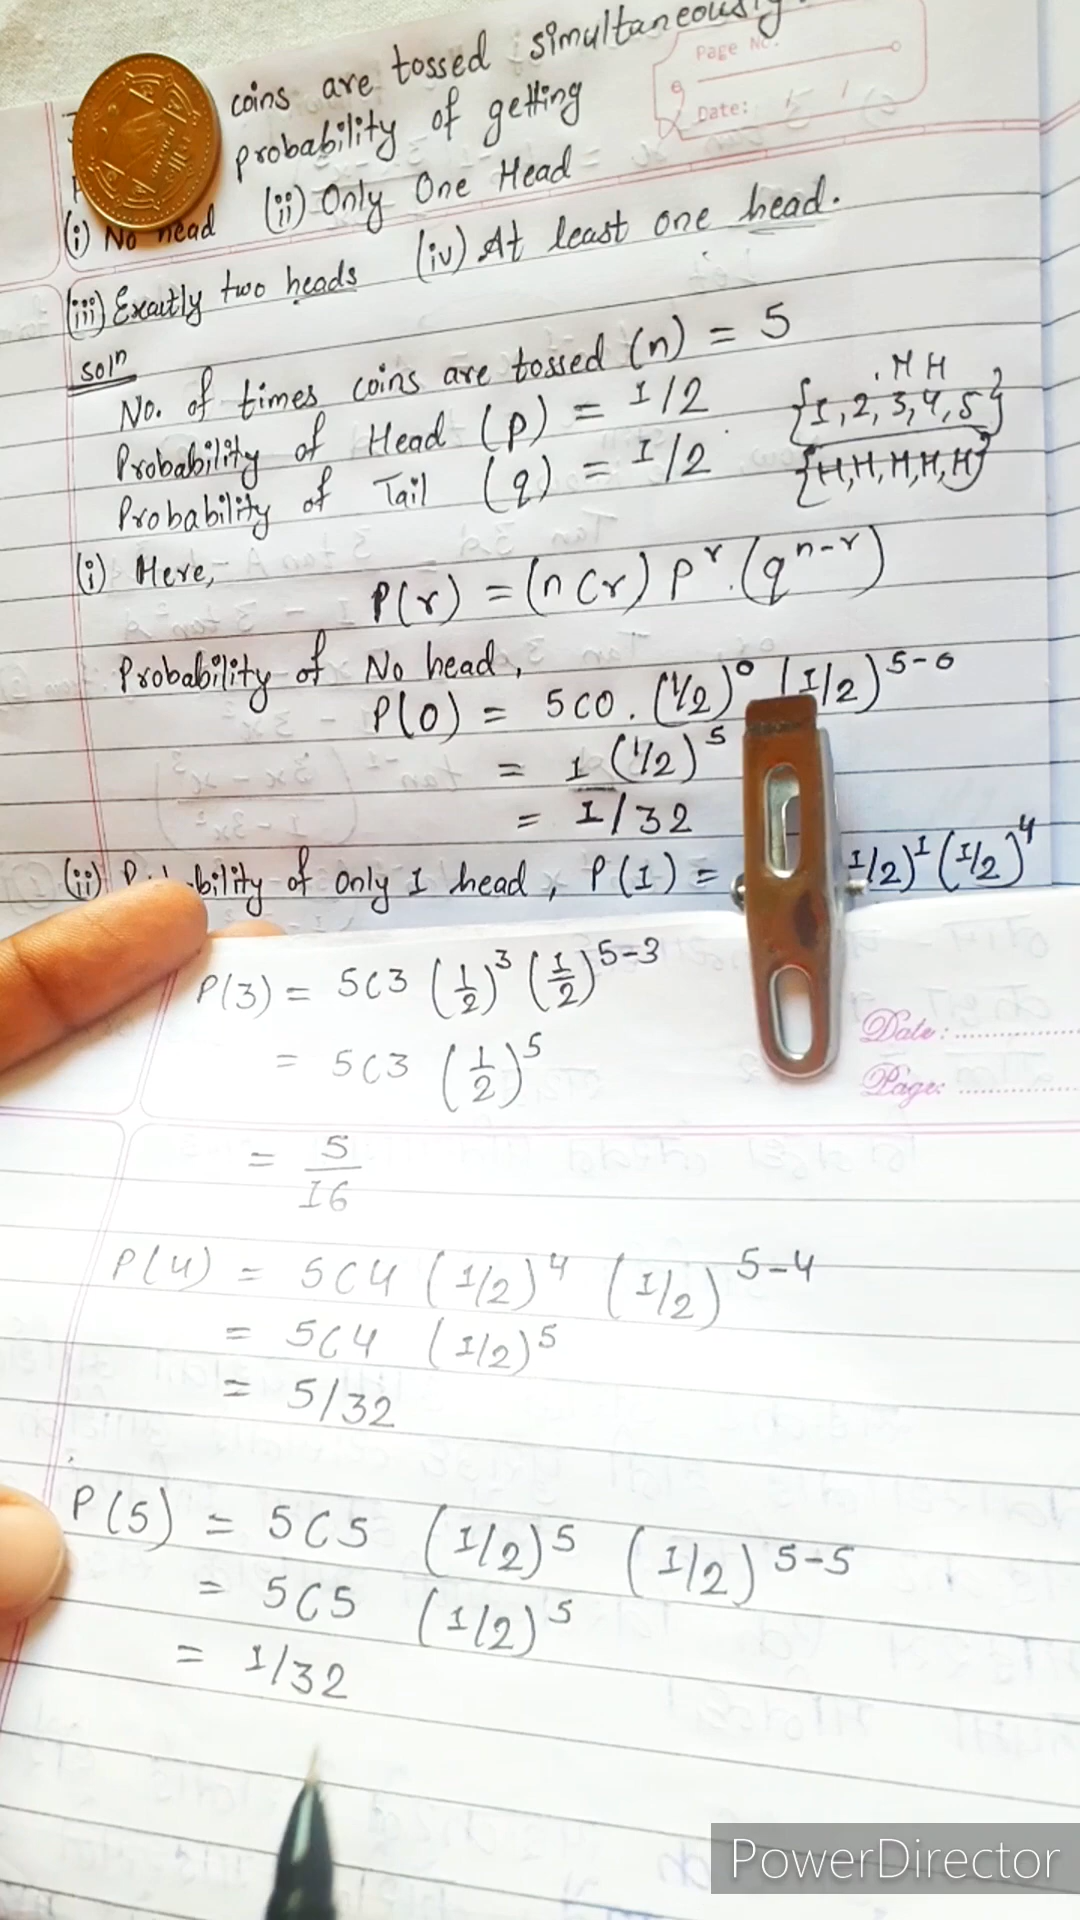 coins are tossed simultaneously.
Page No.
Date:
probability of getting
(i) No head (ii) Only One Head
(iii) Exactly two heads (iv) At least one head.
soln
No. of times coins are tossed (n) = 5
Probability of Head (p) = 1/2
H H
{1, 2, 3, 4, 5}
Probability of Tail (q) = 1/2
{H, H, H, H, H}
(i) Here,
P(r) = (n C r) p^r . (q^n-r)
Probability of No head,
P(0) = 5C0 . (1/2)^0 (1/2)^5-0
= 1 (1/2)^5
= 1/32
(ii) bility of only 1 head, P(1) = 1/2)^1 (1/2)^4
P(3) = 5C3 (1/2)^3 (1/2)^5-3
= 5C3 (1/2)^5
Date:
Page:
= 5/16
P(4) = 5C4 (1/2)^4 (1/2)^5-4
= 5C4 (1/2)^5
= 5/32
P(5) = 5C5 (1/2)^5 (1/2)^5-5
= 5C5 (1/2)^5
= 1/32
PowerDirector